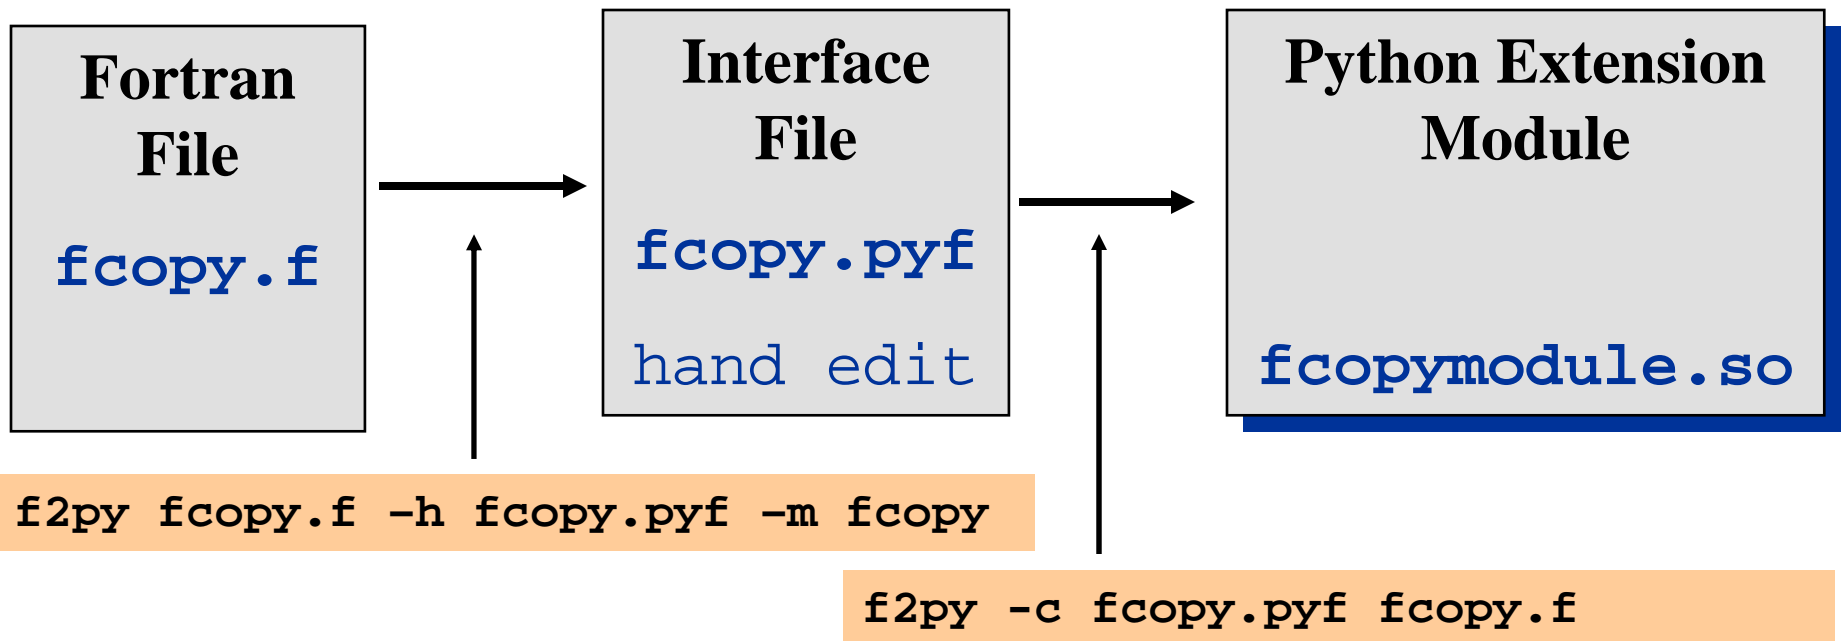 Fortran
File
fcopy.f
Interface
File
fcopy.pyf
hand edit
Python Extension
Module
fcopymodule.so
f2py fcopy.f –h fcopy.pyf –m fcopy
f2py -c fcopy.pyf fcopy.f